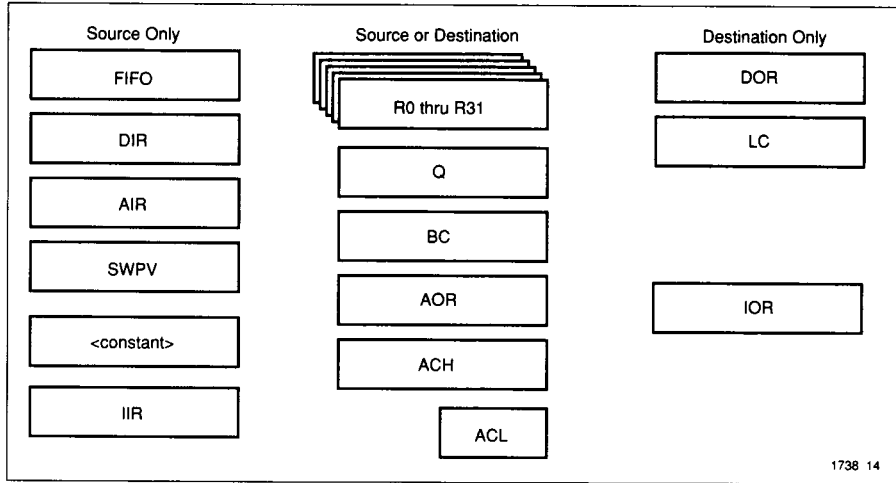 Source Only
FIFO
DIR
AIR
SWPV
<constant>
IIR
Source or Destination
R0 thru R31
Q
BC
AOR
ACH
ACL
Destination Only
DOR
LC
IOR
1738 14